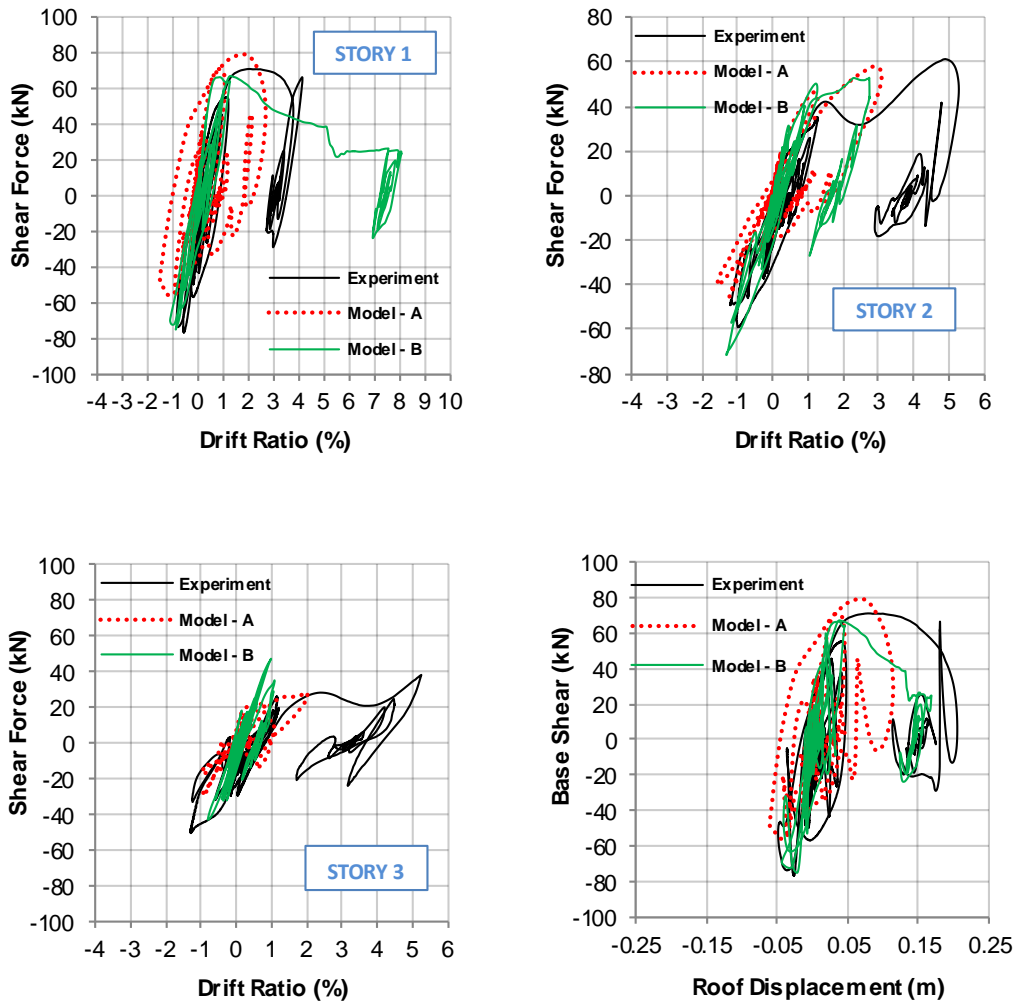 100
80
60
40
20
0
-20
-40
-60
-80
-100
Shear Force (kN)
STORY 1
Experiment
Model - A
Model - B
-4 -3 -2 -1 0 1 2 3 4 5 6 7 8 9 10
Drift Ratio (%)
80
60
40
20
0
-20
-40
-60
-80
Shear Force (kN)
Experiment
Model - A
Model - B
STORY 2
-4 -3 -2 -1 0 1 2 3 4 5 6
Drift Ratio (%)
100
80
60
40
20
0
-20
-40
-60
-80
-100
Shear Force (kN)
Experiment
Model - A
Model - B
STORY 3
-4 -3 -2 -1 0 1 2 3 4 5 6
Drift Ratio (%)
100
80
60
40
20
0
-20
-40
-60
-80
-100
Base Shear (kN)
Experiment
Model - A
Model - B
-0.25 -0.15 -0.05 0.05 0.15 0.25
Roof Displacement (m)